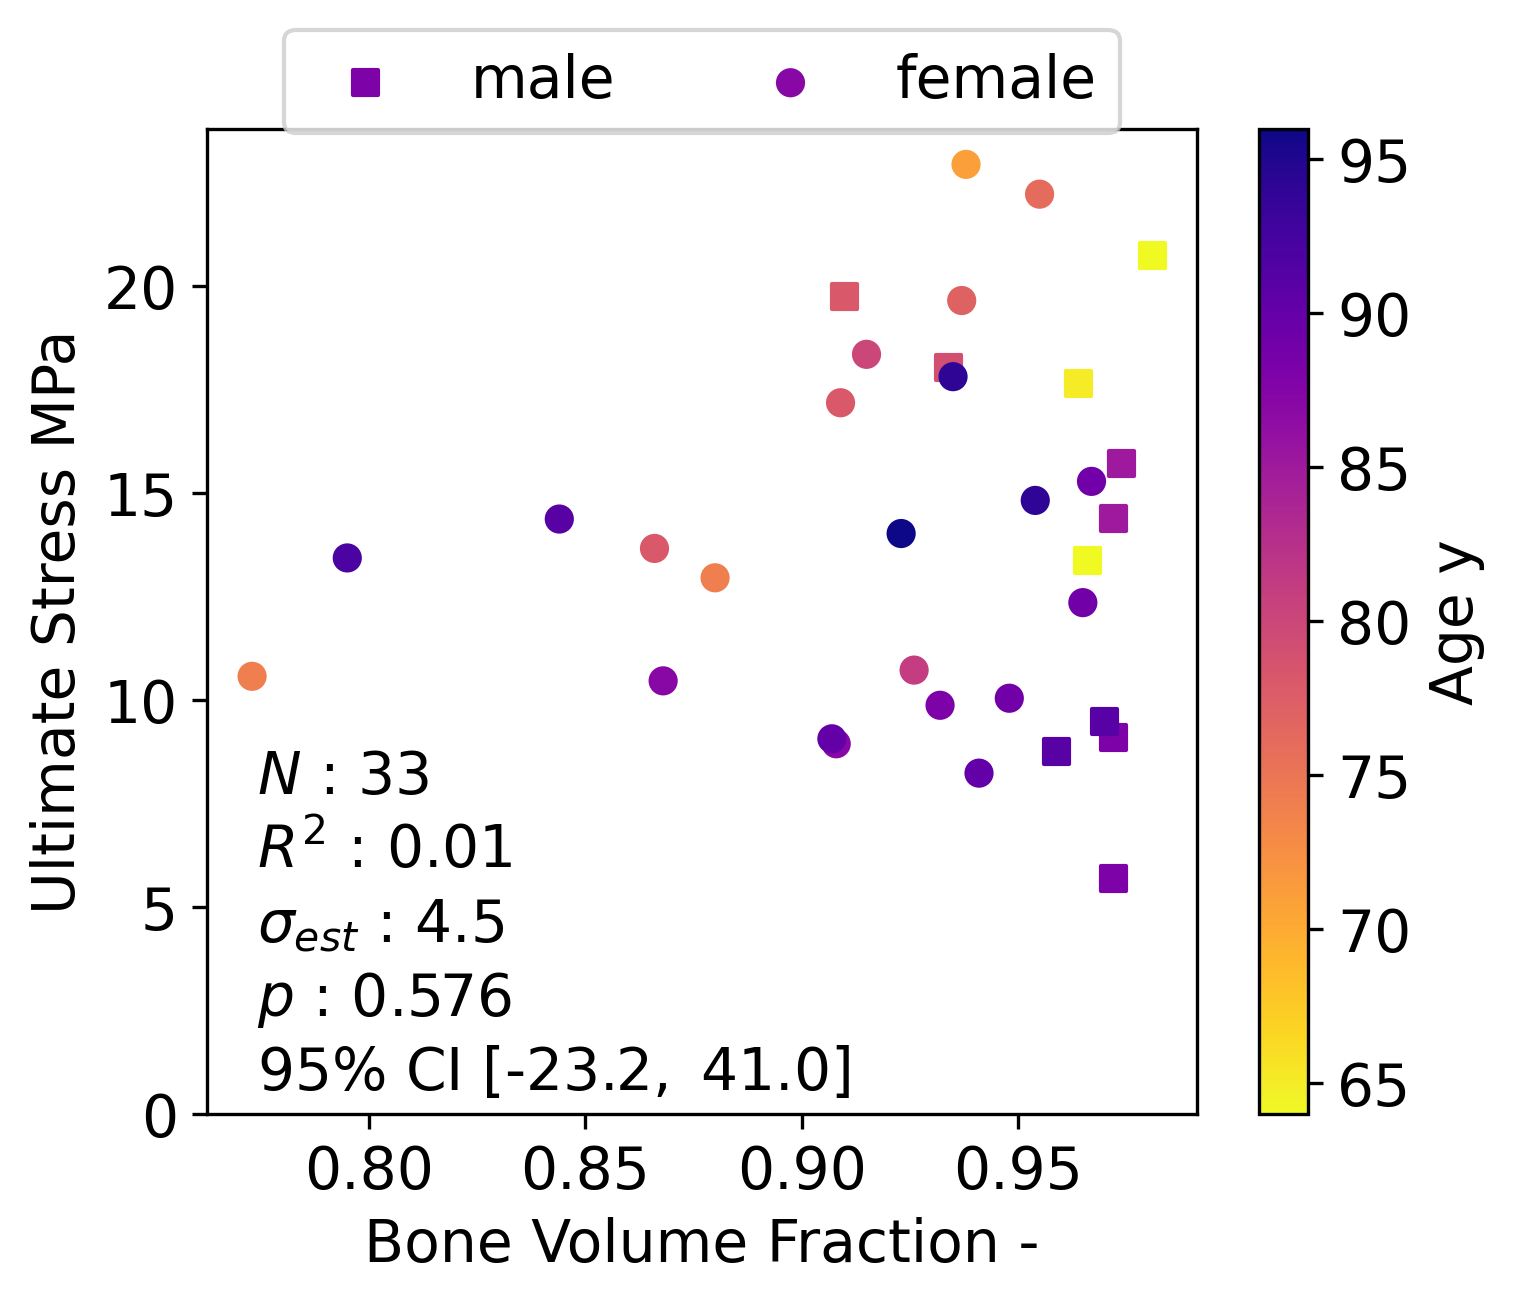 male female
Ultimate Stress MPa
20
15
10
5
0
N : 33
R² : 0.01
σest : 4.5
p : 0.576
95% CI [-23.2, 41.0]
0.80 0.85 0.90 0.95
Bone Volume Fraction -
95
90
85
80
75
70
65
Age y